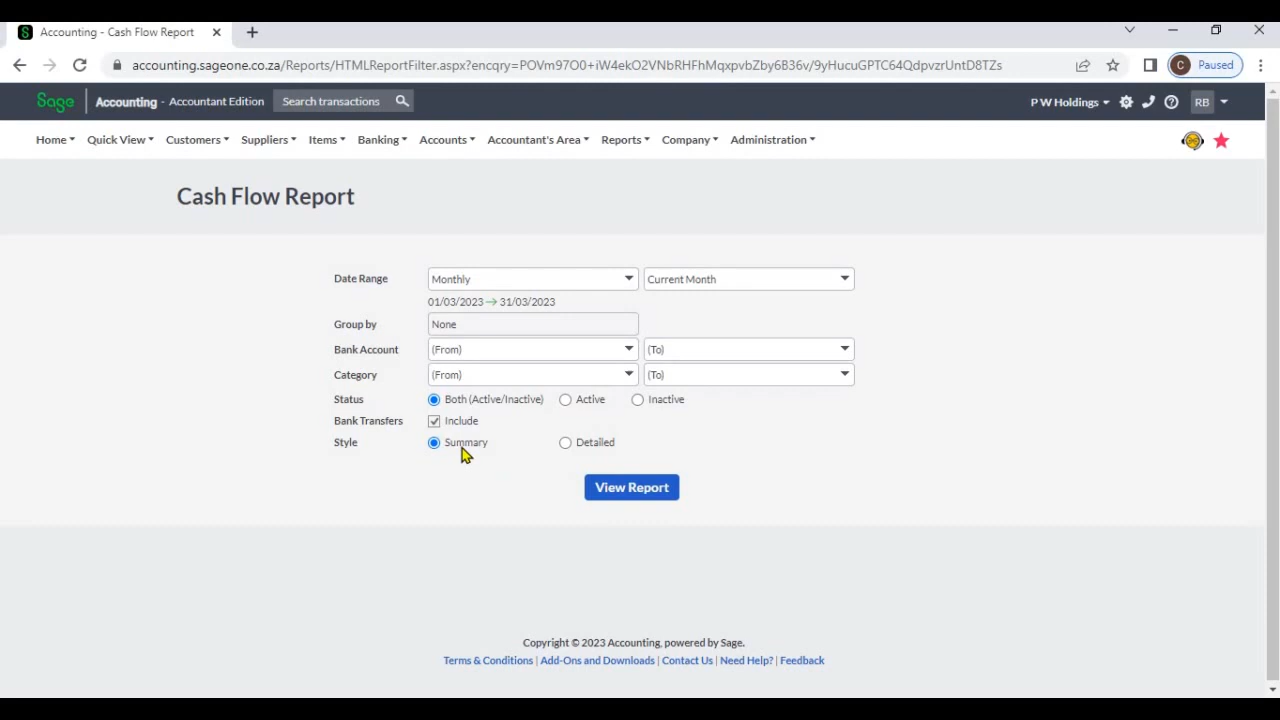 Accounting - Cash Flow Report
accounting.sageone.co.za/Reports/HTMLReportFilter.aspx?encqry=POVm97O0+iW4ekO2VNbRHFhMqxpvbZby6B36v/9yHucuGPTC64QdpvzrUntD8TZs
C Paused
Sage Accounting - Accountant Edition Search transactions P W Holdings RB
Home Quick View Customers Suppliers Items Banking Accounts Accountant's Area Reports Company Administration
Cash Flow Report
Date Range Monthly Current Month
01/03/2023 → 31/03/2023
Group by None
Bank Account (From) (To)
Category (From) (To)
Status Both (Active/Inactive) Active Inactive
Bank Transfers Include
Style Summary Detailed
View Report
Copyright © 2023 Accounting, powered by Sage.
Terms & Conditions | Add-Ons and Downloads | Contact Us | Need Help? | Feedback